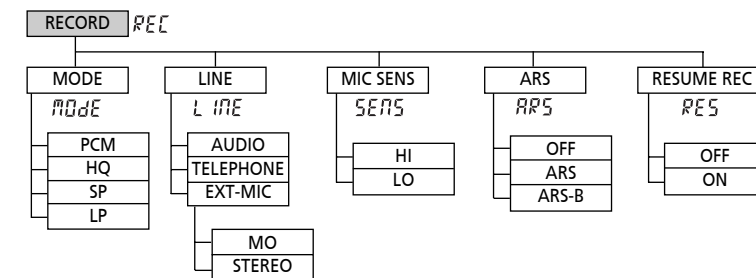 RECORD REC
MODE LINE MIC SENS ARS RESUME REC
MOdE LINE SENS ARS RES
PCM
HQ
SP
LP
AUDIO
TELEPHONE
EXT-MIC
MO
STEREO
HI
LO
OFF
ARS
ARS-B
OFF
ON